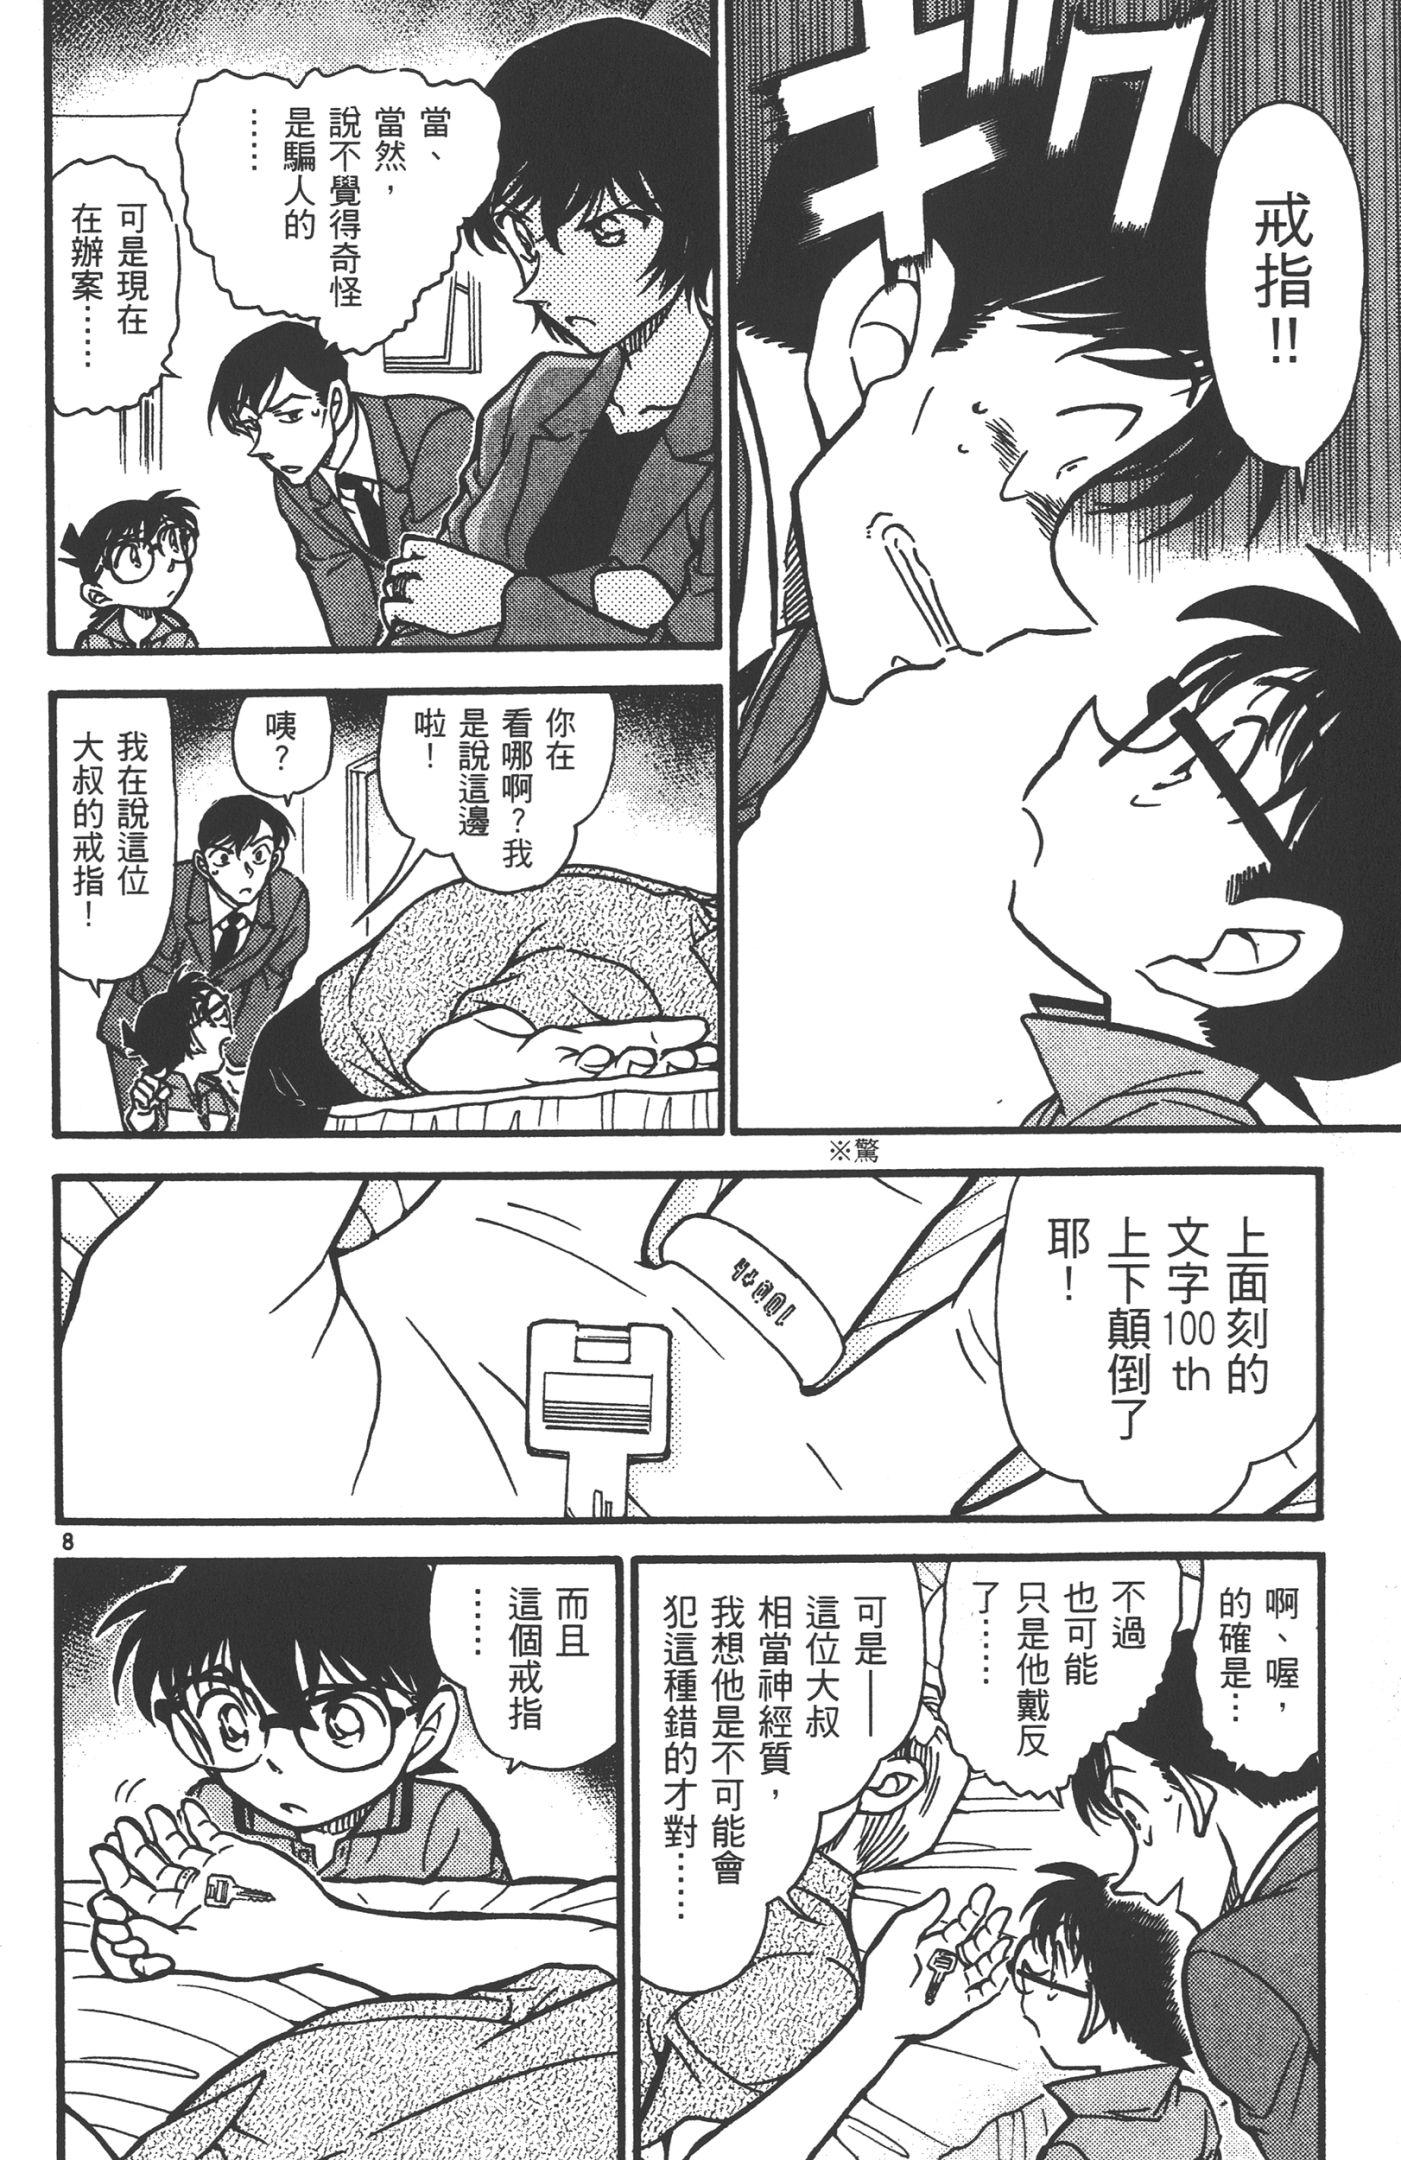 ギク
戒指!!
※驚
當、
當然，
說不覺得奇怪
是騙人的
……
可是現在
在辦案……
你在
看哪啊？我
是說這邊
啦！
咦？
我在說這位
大叔的戒指！
上面刻的
文字100th
上下顛倒了
耶！
100th
啊、喔，
的確是…
不過
也可能
只是他戴反
了……
可是——
這位大叔
相當神經質，
我想他是不可能會
犯這種錯的才對……
而且
這個戒指
……
8